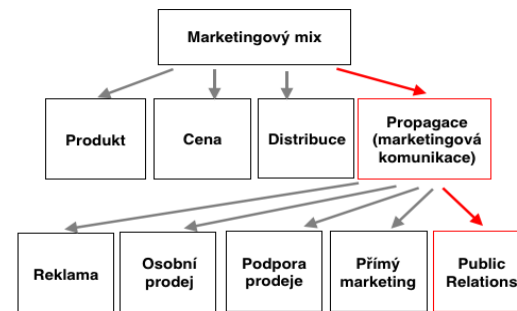 Marketingový mix
Produkt
Cena
Distribuce
Propagace
(marketingová
komunikace)
Reklama
Osobní
prodej
Podpora
prodeje
Přímý
marketing
Public
Relations